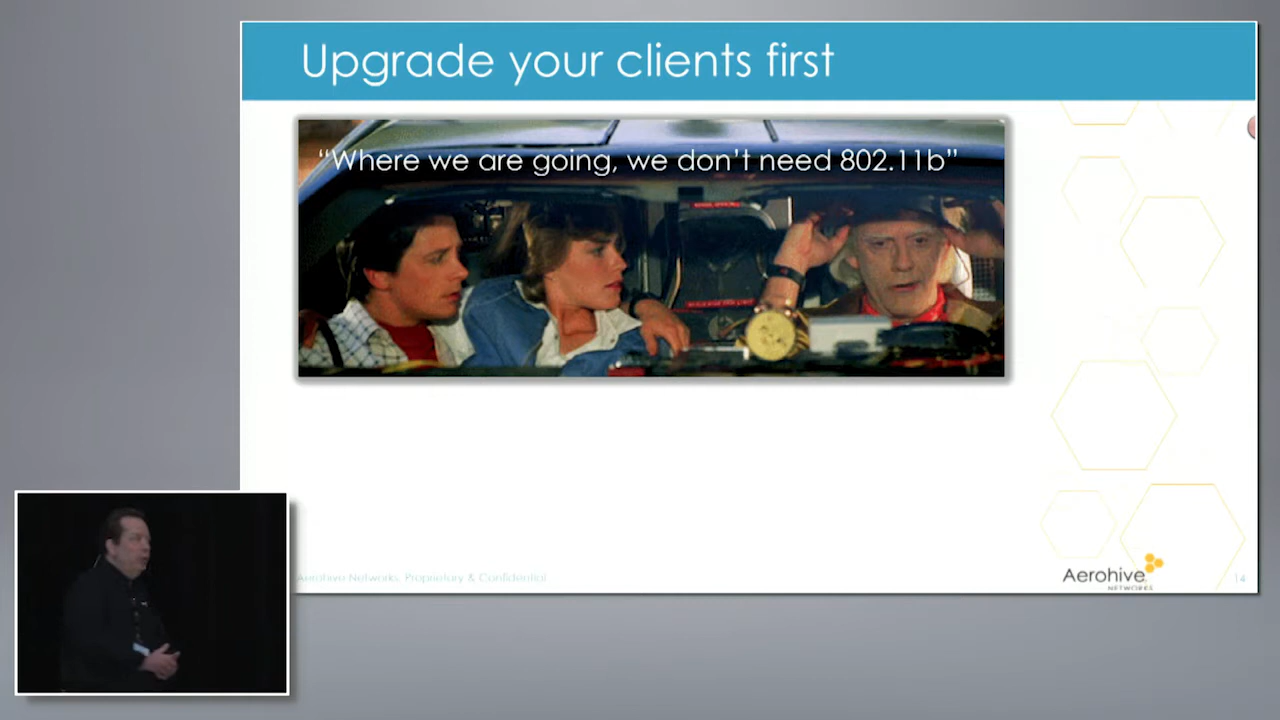 Upgrade your clients first
“Where we are going, we don’t need 802.11b”
Aerohive Networks. Proprietary & Confidential
Aerohive
NETWORKS
14